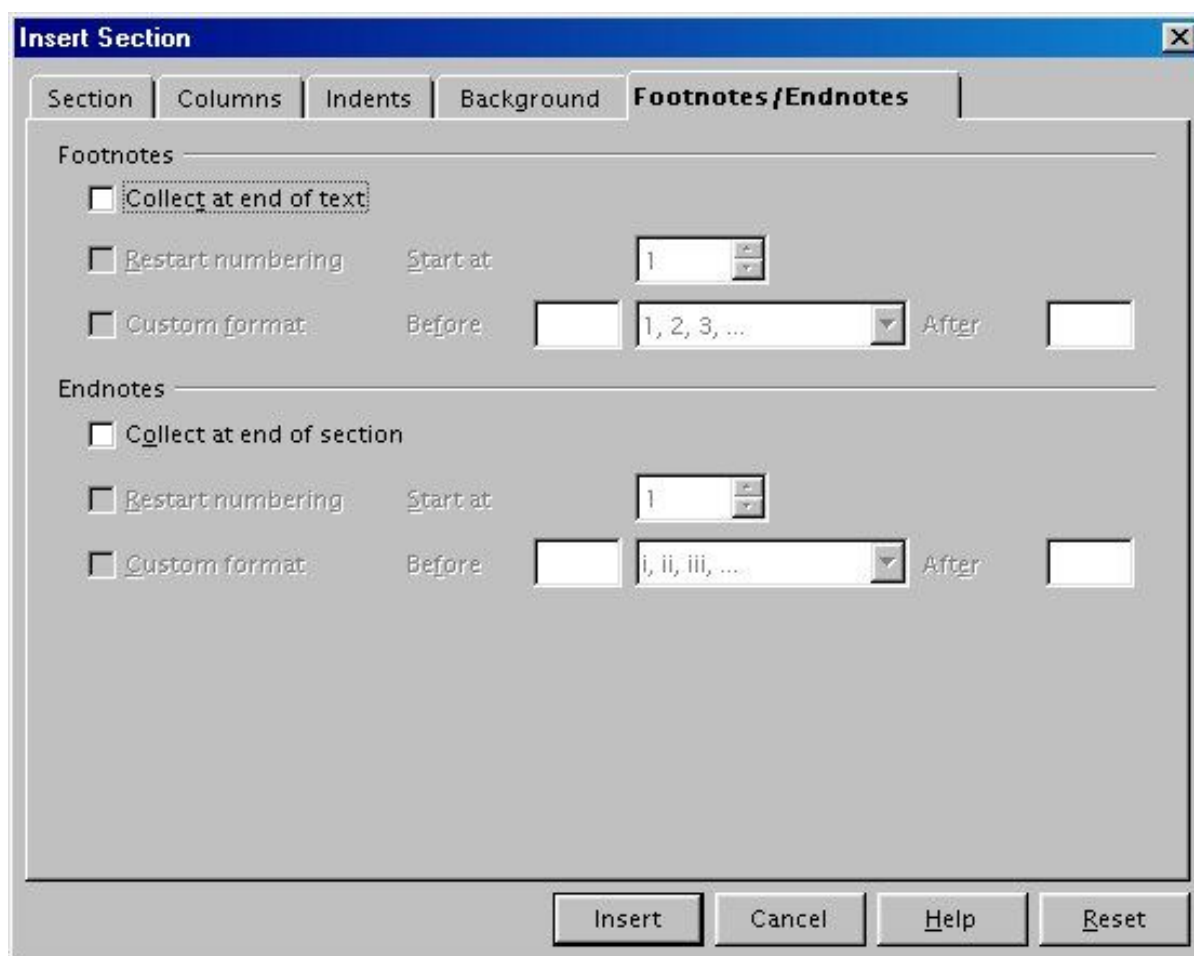 Insert Section
Section Columns Indents Background Footnotes/Endnotes
Footnotes
Collect at end of text
Restart numbering Start at 1
Custom format Before 1, 2, 3, ... After
Endnotes
Collect at end of section
Restart numbering Start at 1
Custom format Before i, ii, iii, ... After
Insert Cancel Help Reset